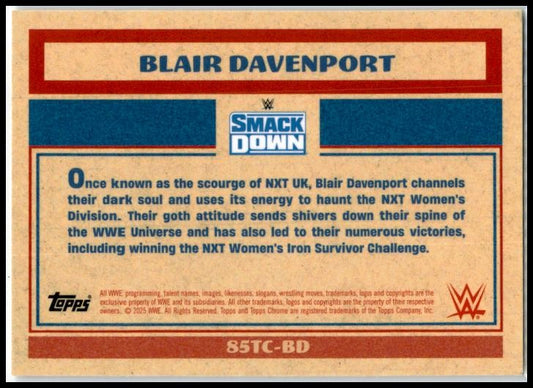 BLAIR DAVENPORT
W
SMACK
DOWN
Once known as the scourge of NXT UK, Blair Davenport channels
their dark soul and uses its energy to haunt the NXT Women's
Division. Their goth attitude sends shivers down their spine of
the WWE Universe and has also led to their numerous victories,
including winning the NXT Women's Iron Survivor Challenge.
Topps
All WWE programming, talent names, images, likenesses, slogans, wrestling moves, trademarks, logos and copyrights are the
exclusive property of WWE and its subsidiaries. All other trademarks, logos and copyrights are the property of their respective
owners. © 2025 WWE. All Rights Reserved. Topps and Topps Chrome are registered trademarks of The Topps Company, Inc.
W
85TC-BD